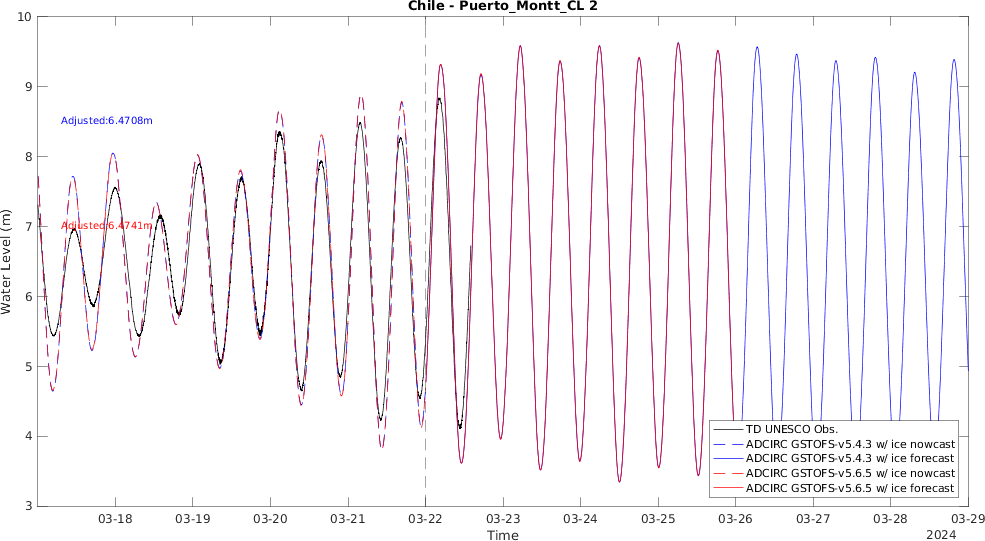 Chile - Puerto_Montt_CL 2
10
9
8
7
6
5
4
3
Water Level (m)
Adjusted:6.4708m
Adjusted:6.4741m
TD UNESCO Obs.
ADCIRC GSTOFS-v5.4.3 w/ ice nowcast
ADCIRC GSTOFS-v5.4.3 w/ ice forecast
ADCIRC GSTOFS-v5.6.5 w/ ice nowcast
ADCIRC GSTOFS-v5.6.5 w/ ice forecast
03-18 03-19 03-20 03-21 03-22 03-23 03-24 03-25 03-26 03-27 03-28 03-29
Time
2024